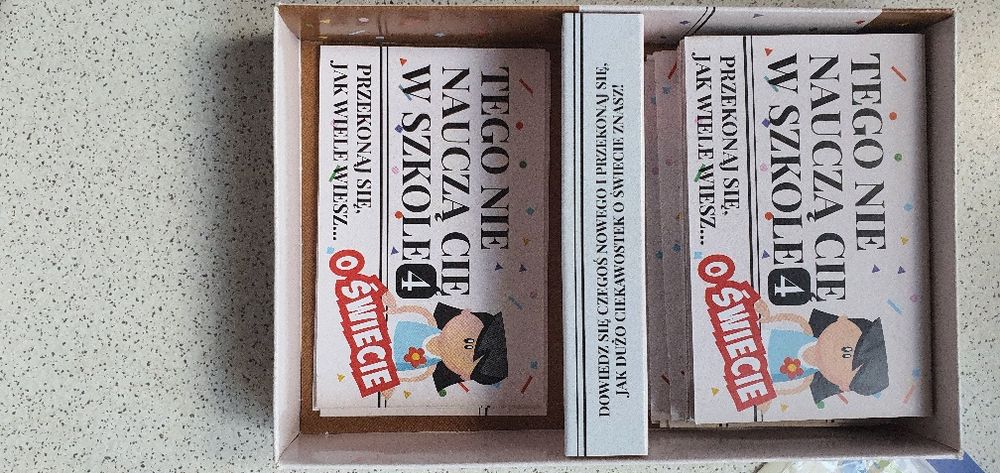 TEGO NIE
NAUCZĄ CIĘ
W SZKOLE 4
PRZEKONAJ SIĘ,
JAK WIELE WIESZ...
O ŚWIECIE
DOWIEDZ SIĘ CZEGOŚ NOWEGO I PRZEKONAJ SIĘ,
JAK DUŻO CIEKAWOSTEK O ŚWIECIE ZNASZ!
TEGO NIE
NAUCZĄ CIĘ
W SZKOLE 4
PRZEKONAJ SIĘ,
JAK WIELE WIESZ...
O ŚWIECIE